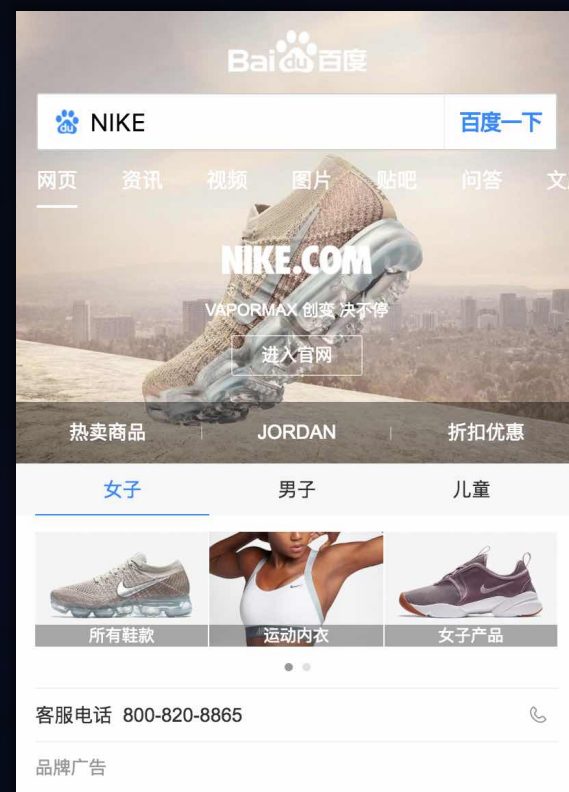 Bai du 百度
du NIKE 百度一下
网页 资讯 视频 图片 贴吧 问答
NIKE.COM
VAPORMAX 创变 决不停
进入官网
热卖商品 JORDAN 折扣优惠
女子 男子 儿童
所有鞋款 运动内衣 女子产品
客服电话 800-820-8865
品牌广告